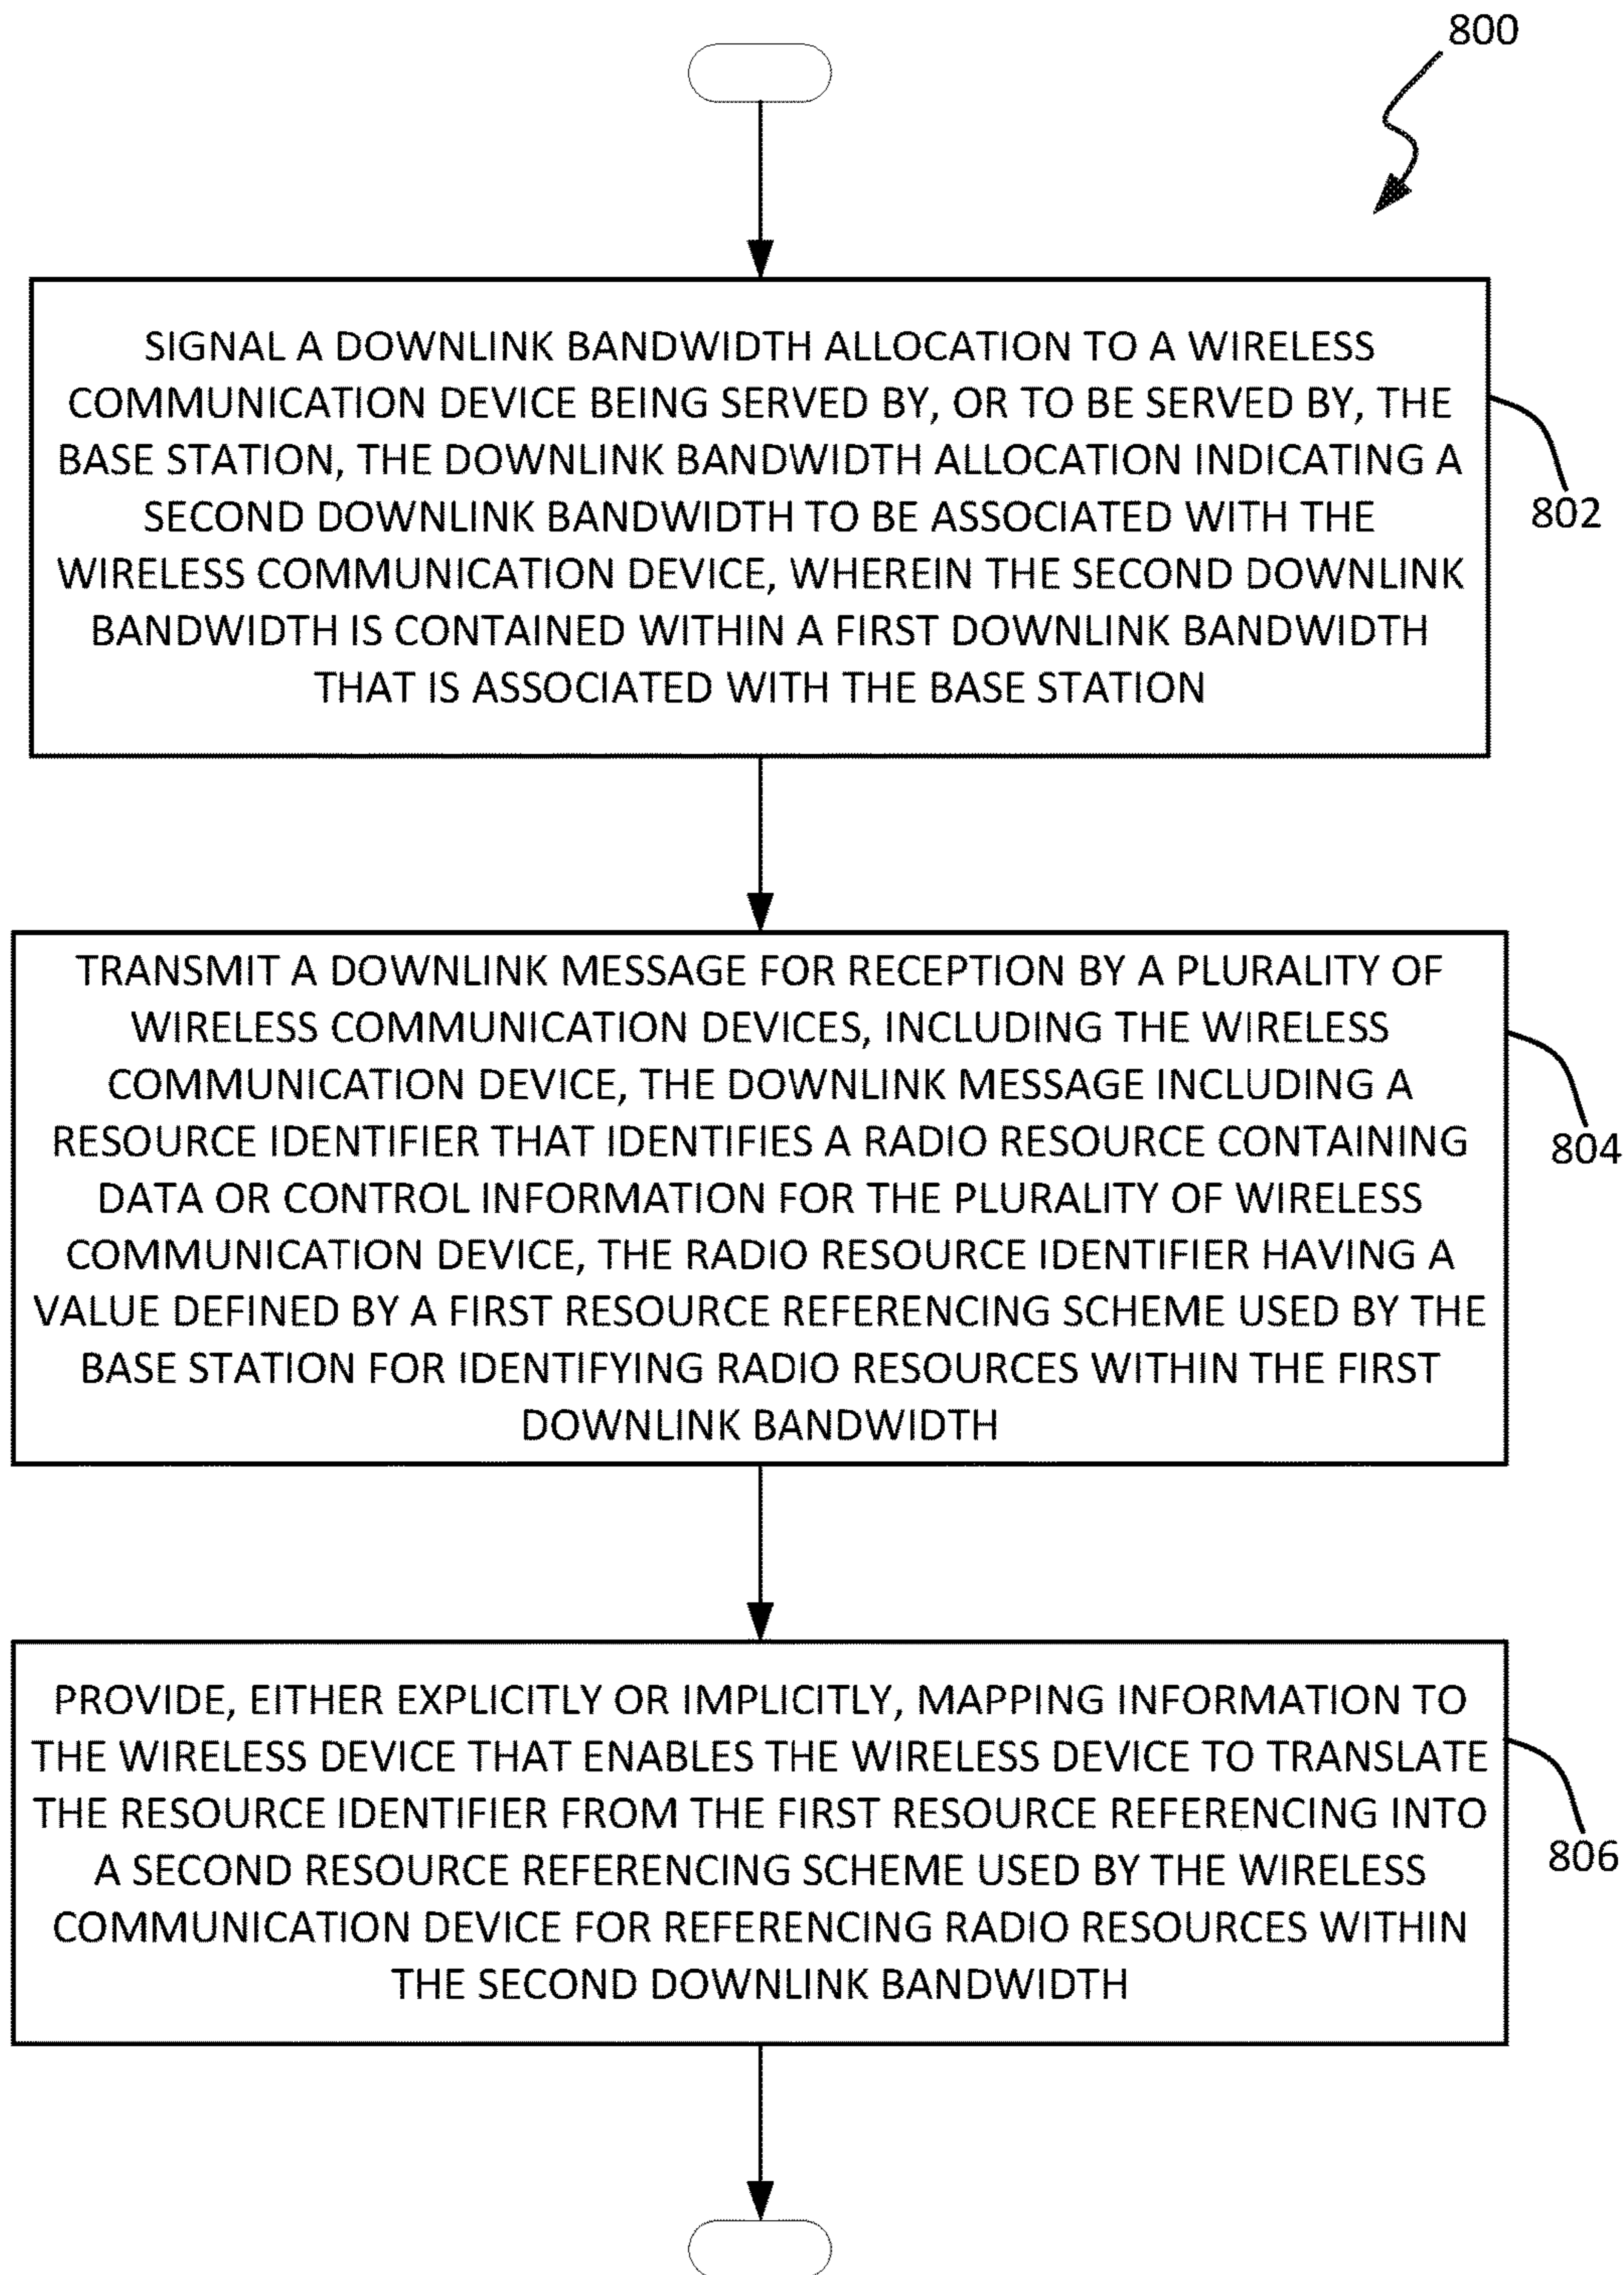 800
SIGNAL A DOWNLINK BANDWIDTH ALLOCATION TO A WIRELESS
COMMUNICATION DEVICE BEING SERVED BY, OR TO BE SERVED BY, THE
BASE STATION, THE DOWNLINK BANDWIDTH ALLOCATION INDICATING A
SECOND DOWNLINK BANDWIDTH TO BE ASSOCIATED WITH THE
WIRELESS COMMUNICATION DEVICE, WHEREIN THE SECOND DOWNLINK
BANDWIDTH IS CONTAINED WITHIN A FIRST DOWNLINK BANDWIDTH
THAT IS ASSOCIATED WITH THE BASE STATION
802
TRANSMIT A DOWNLINK MESSAGE FOR RECEPTION BY A PLURALITY OF
WIRELESS COMMUNICATION DEVICES, INCLUDING THE WIRELESS
COMMUNICATION DEVICE, THE DOWNLINK MESSAGE INCLUDING A
RESOURCE IDENTIFIER THAT IDENTIFIES A RADIO RESOURCE CONTAINING
DATA OR CONTROL INFORMATION FOR THE PLURALITY OF WIRELESS
COMMUNICATION DEVICE, THE RADIO RESOURCE IDENTIFIER HAVING A
VALUE DEFINED BY A FIRST RESOURCE REFERENCING SCHEME USED BY THE
BASE STATION FOR IDENTIFYING RADIO RESOURCES WITHIN THE FIRST
DOWNLINK BANDWIDTH
804
PROVIDE, EITHER EXPLICITLY OR IMPLICITLY, MAPPING INFORMATION TO
THE WIRELESS DEVICE THAT ENABLES THE WIRELESS DEVICE TO TRANSLATE
THE RESOURCE IDENTIFIER FROM THE FIRST RESOURCE REFERENCING INTO
A SECOND RESOURCE REFERENCING SCHEME USED BY THE WIRELESS
COMMUNICATION DEVICE FOR REFERENCING RADIO RESOURCES WITHIN
THE SECOND DOWNLINK BANDWIDTH
806